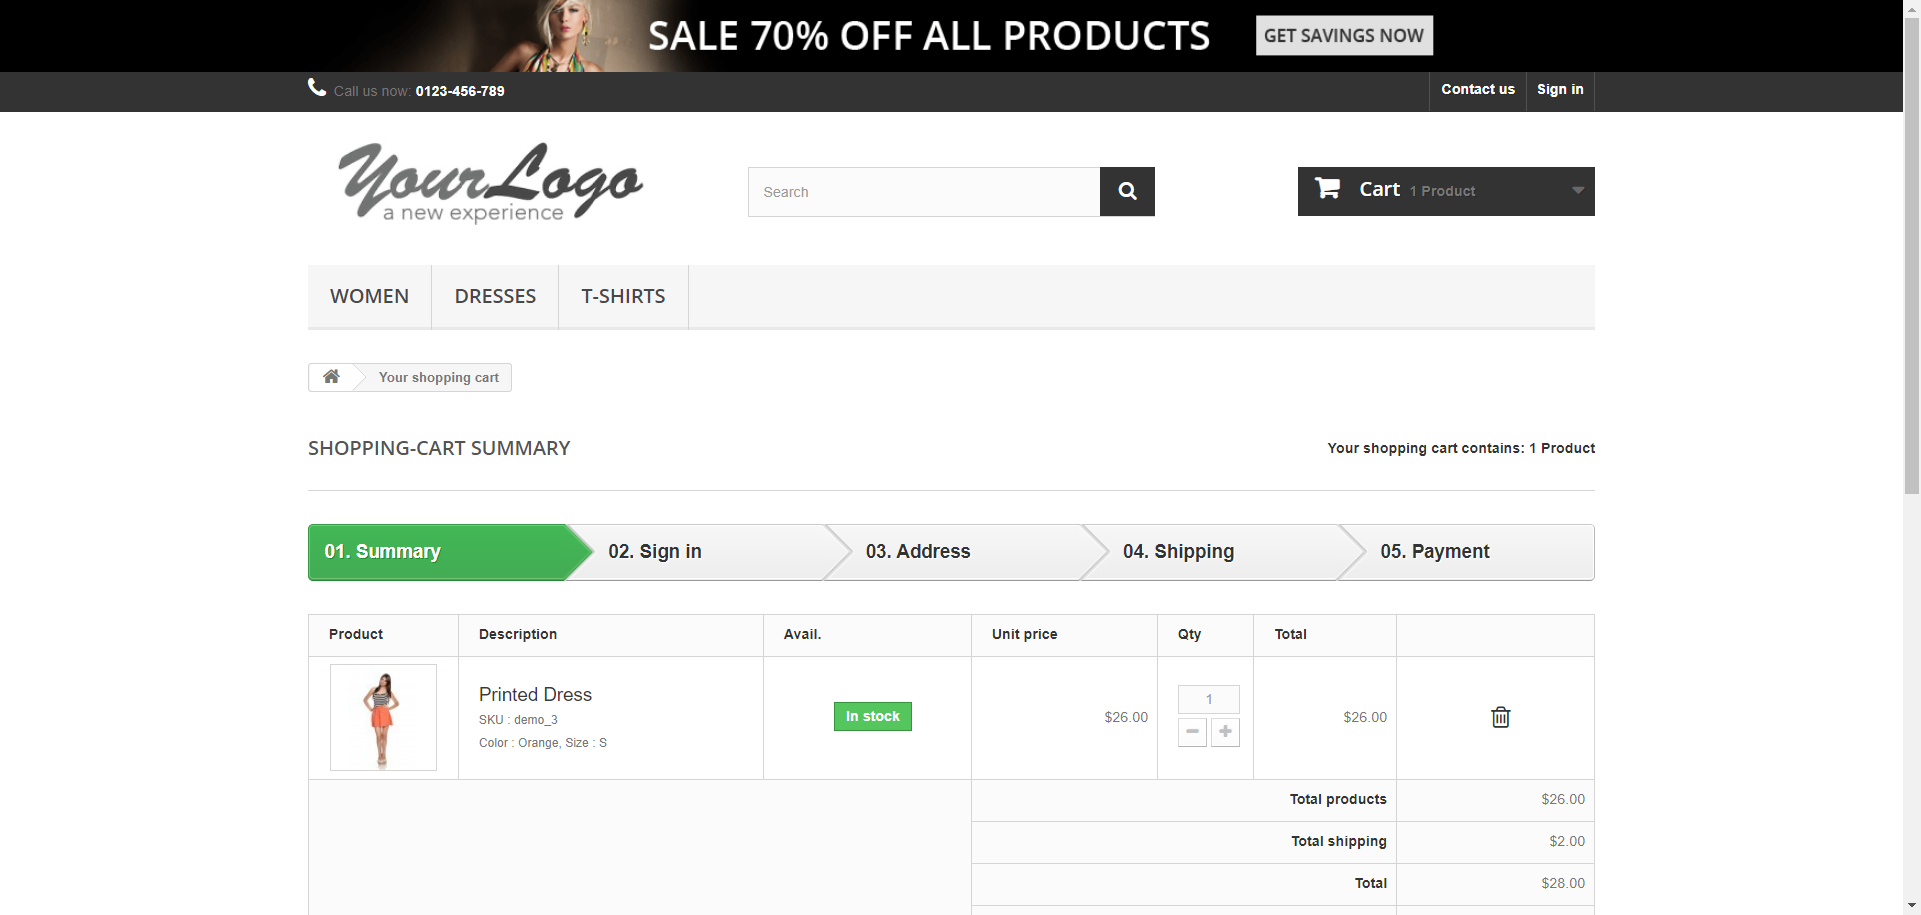 SALE 70% OFF ALL PRODUCTS GET SAVINGS NOW
Call us now: 0123-456-789 Contact us Sign in
Your Logo
a new experience
Search
Cart 1 Product
WOMEN DRESSES T-SHIRTS
Your shopping cart
SHOPPING-CART SUMMARY Your shopping cart contains: 1 Product
01. Summary 02. Sign in 03. Address 04. Shipping 05. Payment
Product Description Avail. Unit price Qty Total
Printed Dress
SKU : demo_3
Color : Orange, Size : S
In stock
$26.00
1
$26.00
Total products $26.00
Total shipping $2.00
Total $28.00